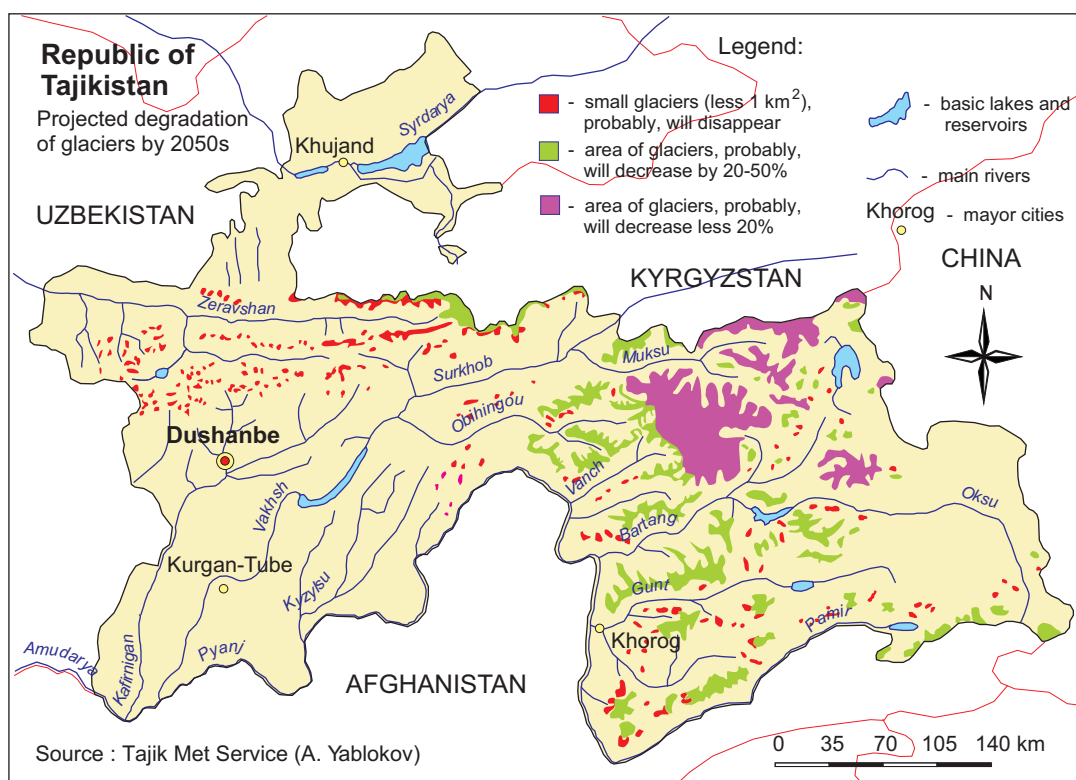 Republic of
Tajikistan
Projected degradation
of glaciers by 2050s
Legend:
- small glaciers (less 1 km²),
probably, will disappear
- area of glaciers, probably,
will decrease by 20-50%
- area of glaciers, probably,
will decrease less 20%
- basic lakes and
reservoirs
- main rivers
Khorog
- mayor cities
Syrdarya
Khujand
UZBEKISTAN
KYRGYZSTAN
CHINA
N
Zeravshan
Surkhob
Muksu
Obihingou
Dushanbe
Vanch
Vakhsh
Oksu
Bartang
Kurgan-Tube
Kyzylsu
Gunt
Pamir
Khorog
Pyanj
Kafirnigan
Amudarya
AFGHANISTAN
Source : Tajik Met Service (A. Yablokov)
0 35 70 105 140 km